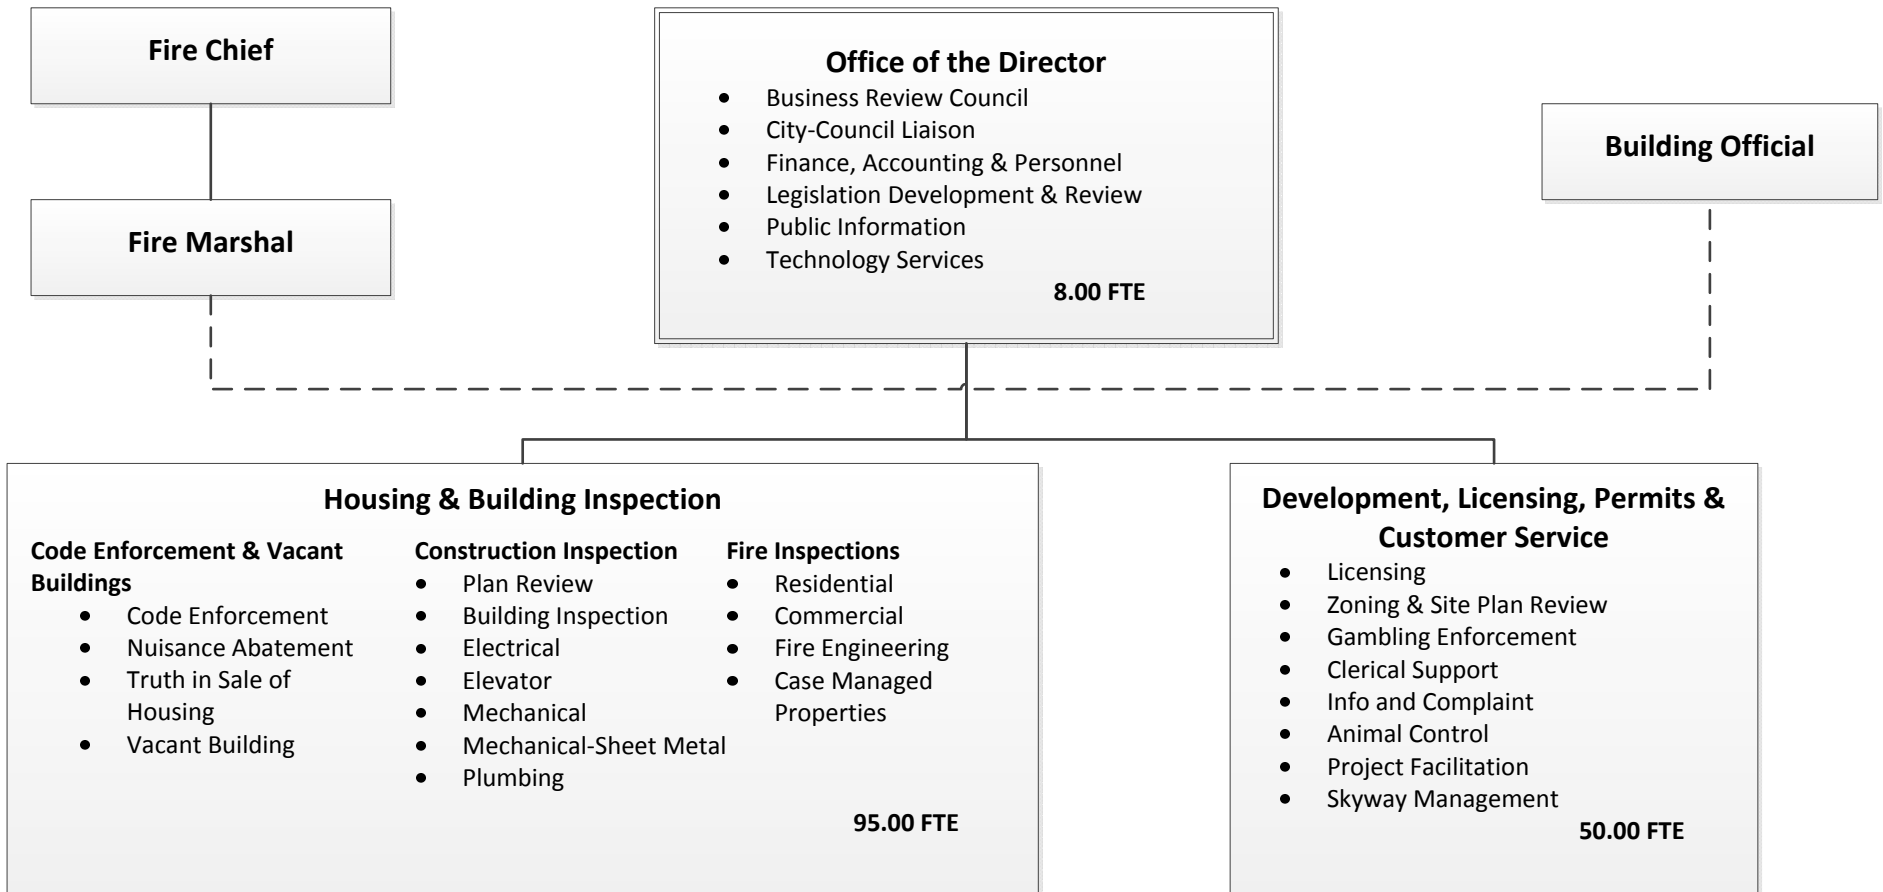 Fire Chief
Fire Marshal
Office of the Director
• Business Review Council
• City-Council Liaison
• Finance, Accounting & Personnel
• Legislation Development & Review
• Public Information
• Technology Services
8.00 FTE
Building Official
Housing & Building Inspection
Code Enforcement & Vacant
Buildings
• Code Enforcement
• Nuisance Abatement
• Truth in Sale of
Housing
• Vacant Building
Construction Inspection
• Plan Review
• Building Inspection
• Electrical
• Elevator
• Mechanical
• Mechanical-Sheet Metal
• Plumbing
Fire Inspections
• Residential
• Commercial
• Fire Engineering
• Case Managed
Properties
95.00 FTE
Development, Licensing, Permits &
Customer Service
• Licensing
• Zoning & Site Plan Review
• Gambling Enforcement
• Clerical Support
• Info and Complaint
• Animal Control
• Project Facilitation
• Skyway Management
50.00 FTE